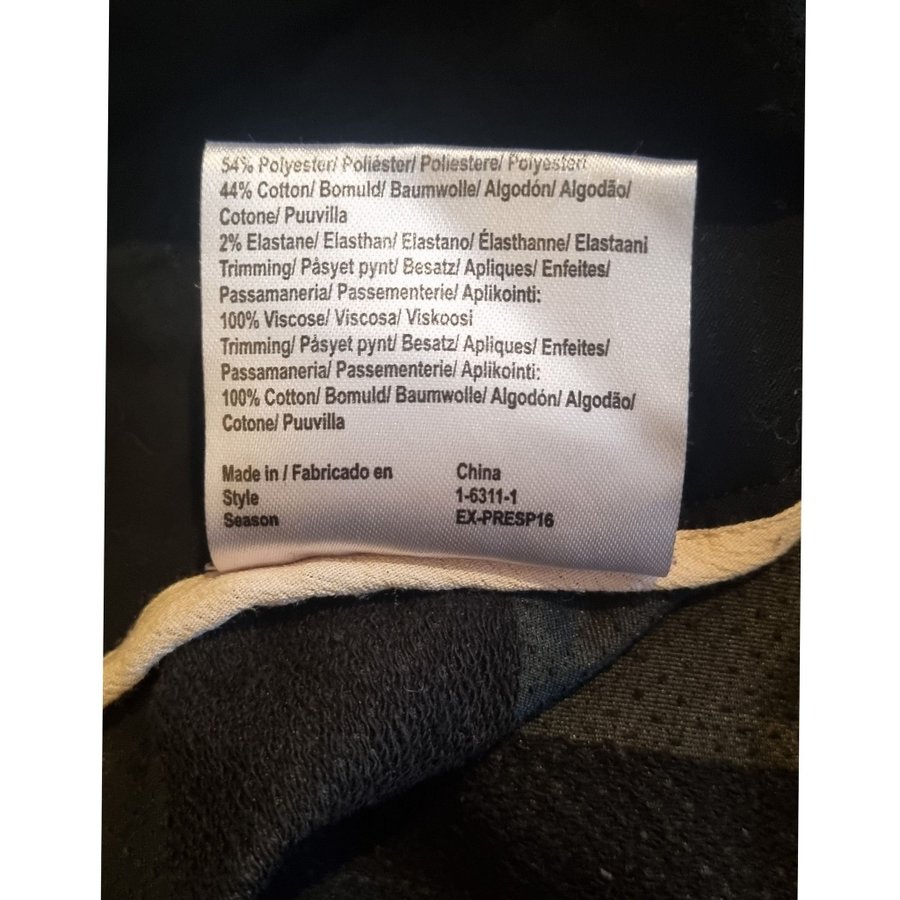 54% Polyester/ Poliéster/ Poliestere/ Polyesteri
44% Cotton/ Bomuld/ Baumwolle/ Algodón/ Algodão/
Cotone/ Puuvilla
2% Elastane/ Elasthan/ Elastano/ Élasthanne/ Elastaani
Trimming/ Påsyet pynt/ Besatz/ Apliques/ Enfeites/
Passamaneria/ Passementerie/ Aplikointi:
100% Viscose/ Viscosa/ Viskoosi
Trimming/ Påsyet pynt/ Besatz/ Apliques/ Enfeites/
Passamaneria/ Passementerie/ Aplikointi:
100% Cotton/ Bomuld/ Baumwolle/ Algodón/ Algodão/
Cotone/ Puuvilla
Made in / Fabricado en China
Style 1-6311-1
Season EX-PRESP16